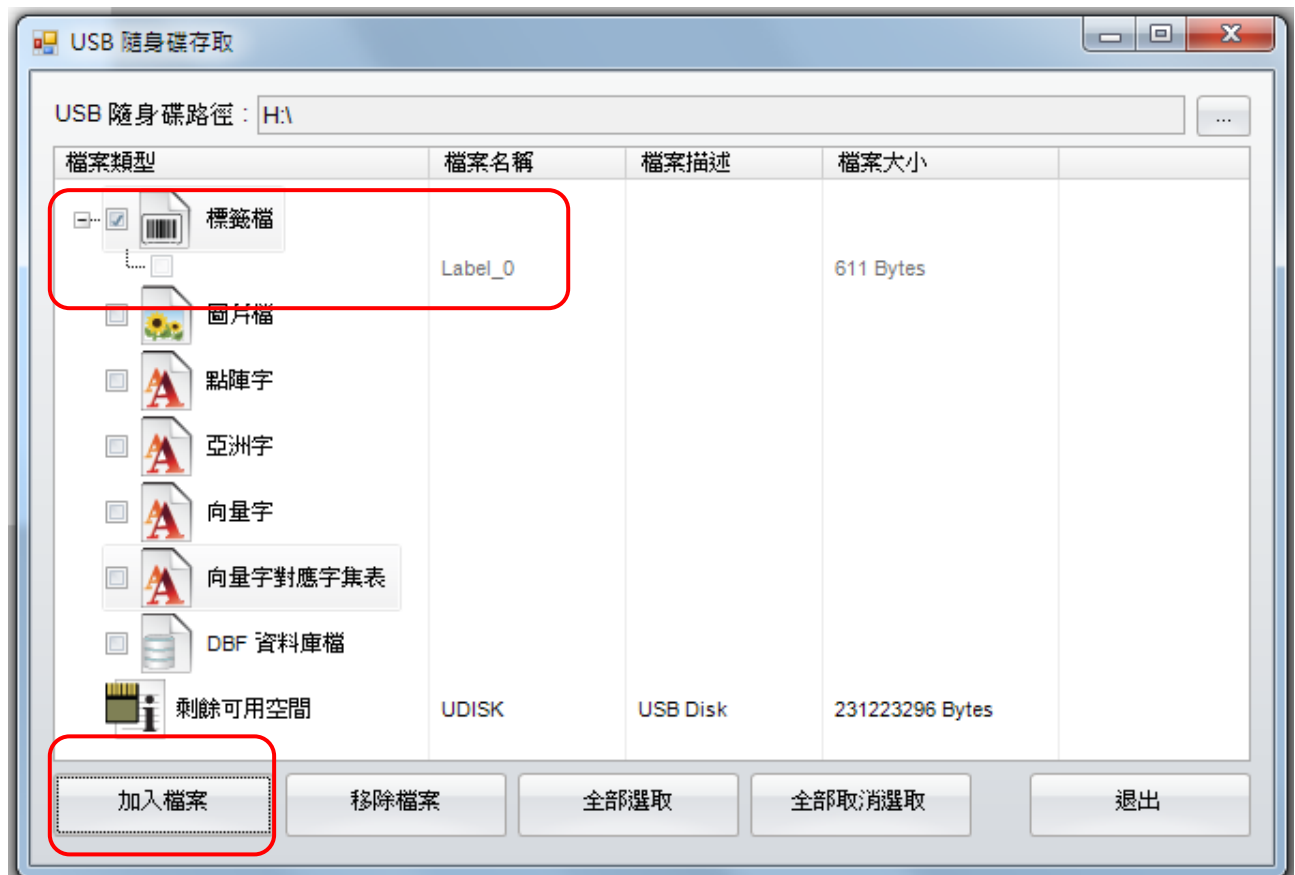 USB 隨身碟存取
USB 隨身碟路徑：H:\ ...
檔案類型 檔案名稱 檔案描述 檔案大小
標籤檔
Label_0 611 Bytes
圖片檔
點陣字
亞洲字
向量字
向量字對應字集表
DBF 資料庫檔
剩餘可用空間 UDISK USB Disk 231223296 Bytes
加入檔案 移除檔案 全部選取 全部取消選取 退出